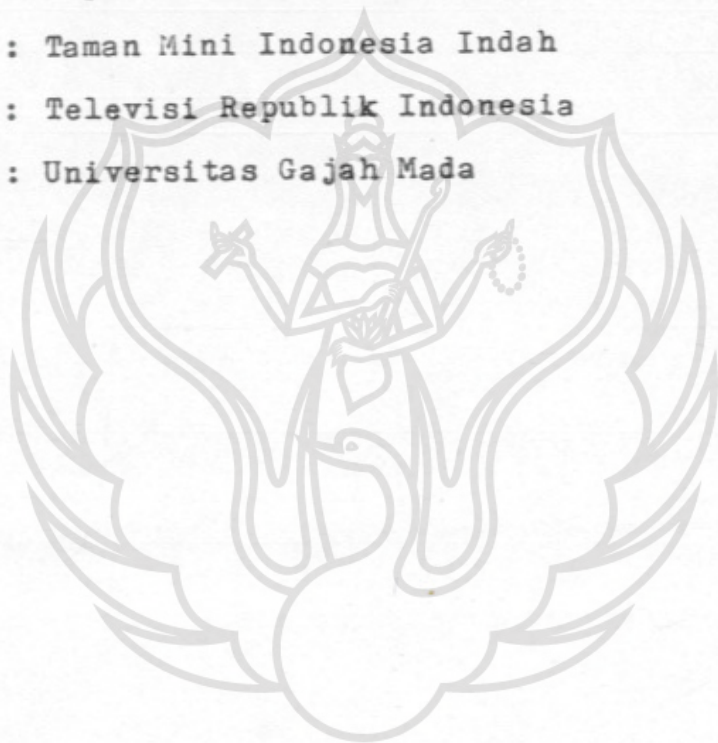 : Taman Mini Indonesia Indah
: Televisi Republik Indonesia
: Universitas Gajah Mada